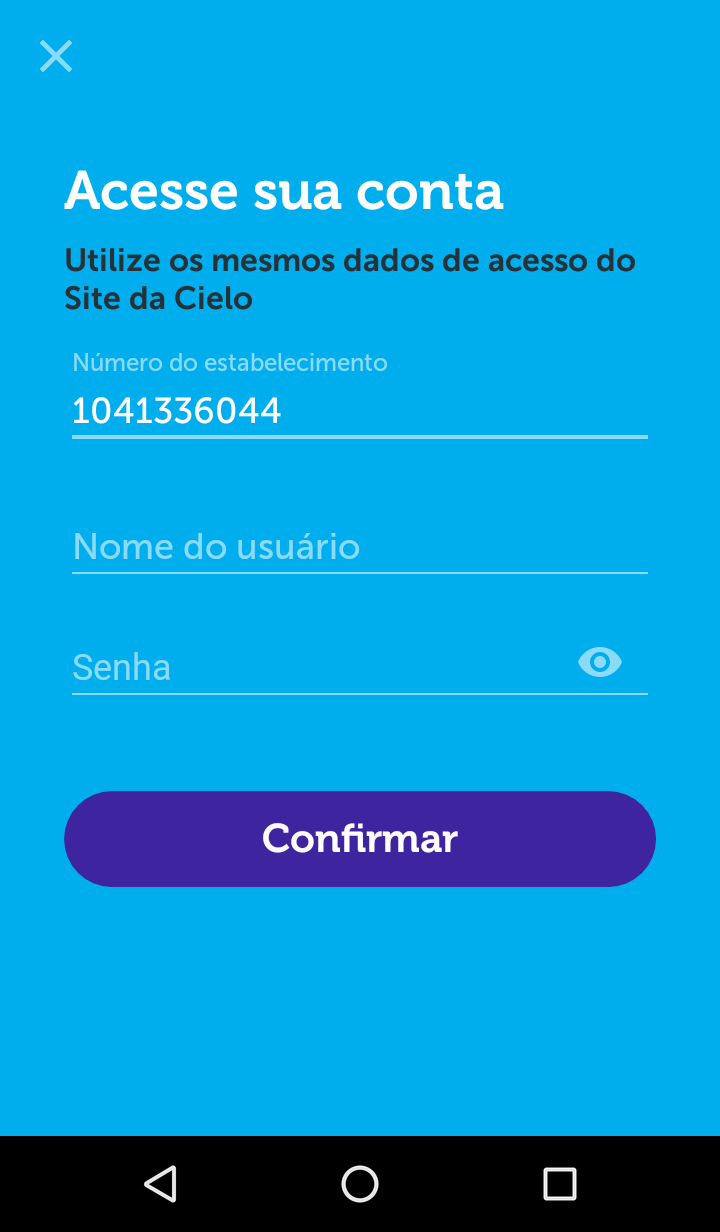 Acesse sua conta
Utilize os mesmos dados de acesso do
Site da Cielo
Número do estabelecimento
1041336044
Nome do usuário
Senha
Confirmar